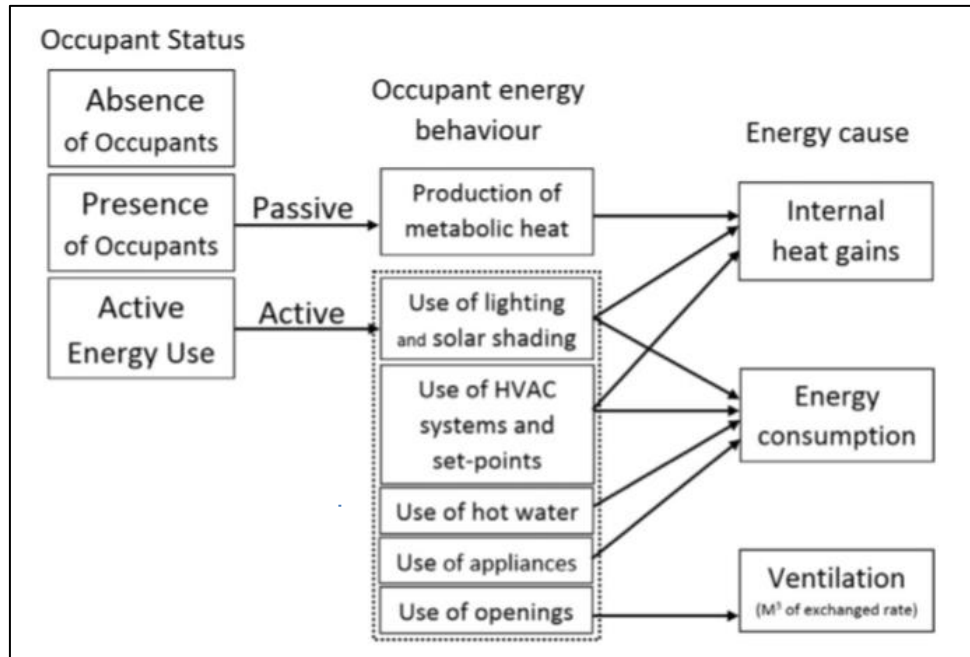 Occupant Status
Absence
of Occupants
Presence
of Occupants
Active
Energy Use
Passive
Active
Occupant energy
behaviour
Production of
metabolic heat
Use of lighting
and solar shading
Use of HVAC
systems and
set-points
Use of hot water
Use of appliances
Use of openings
Energy cause
Internal
heat gains
Energy
consumption
Ventilation
(M³ of exchanged rate)